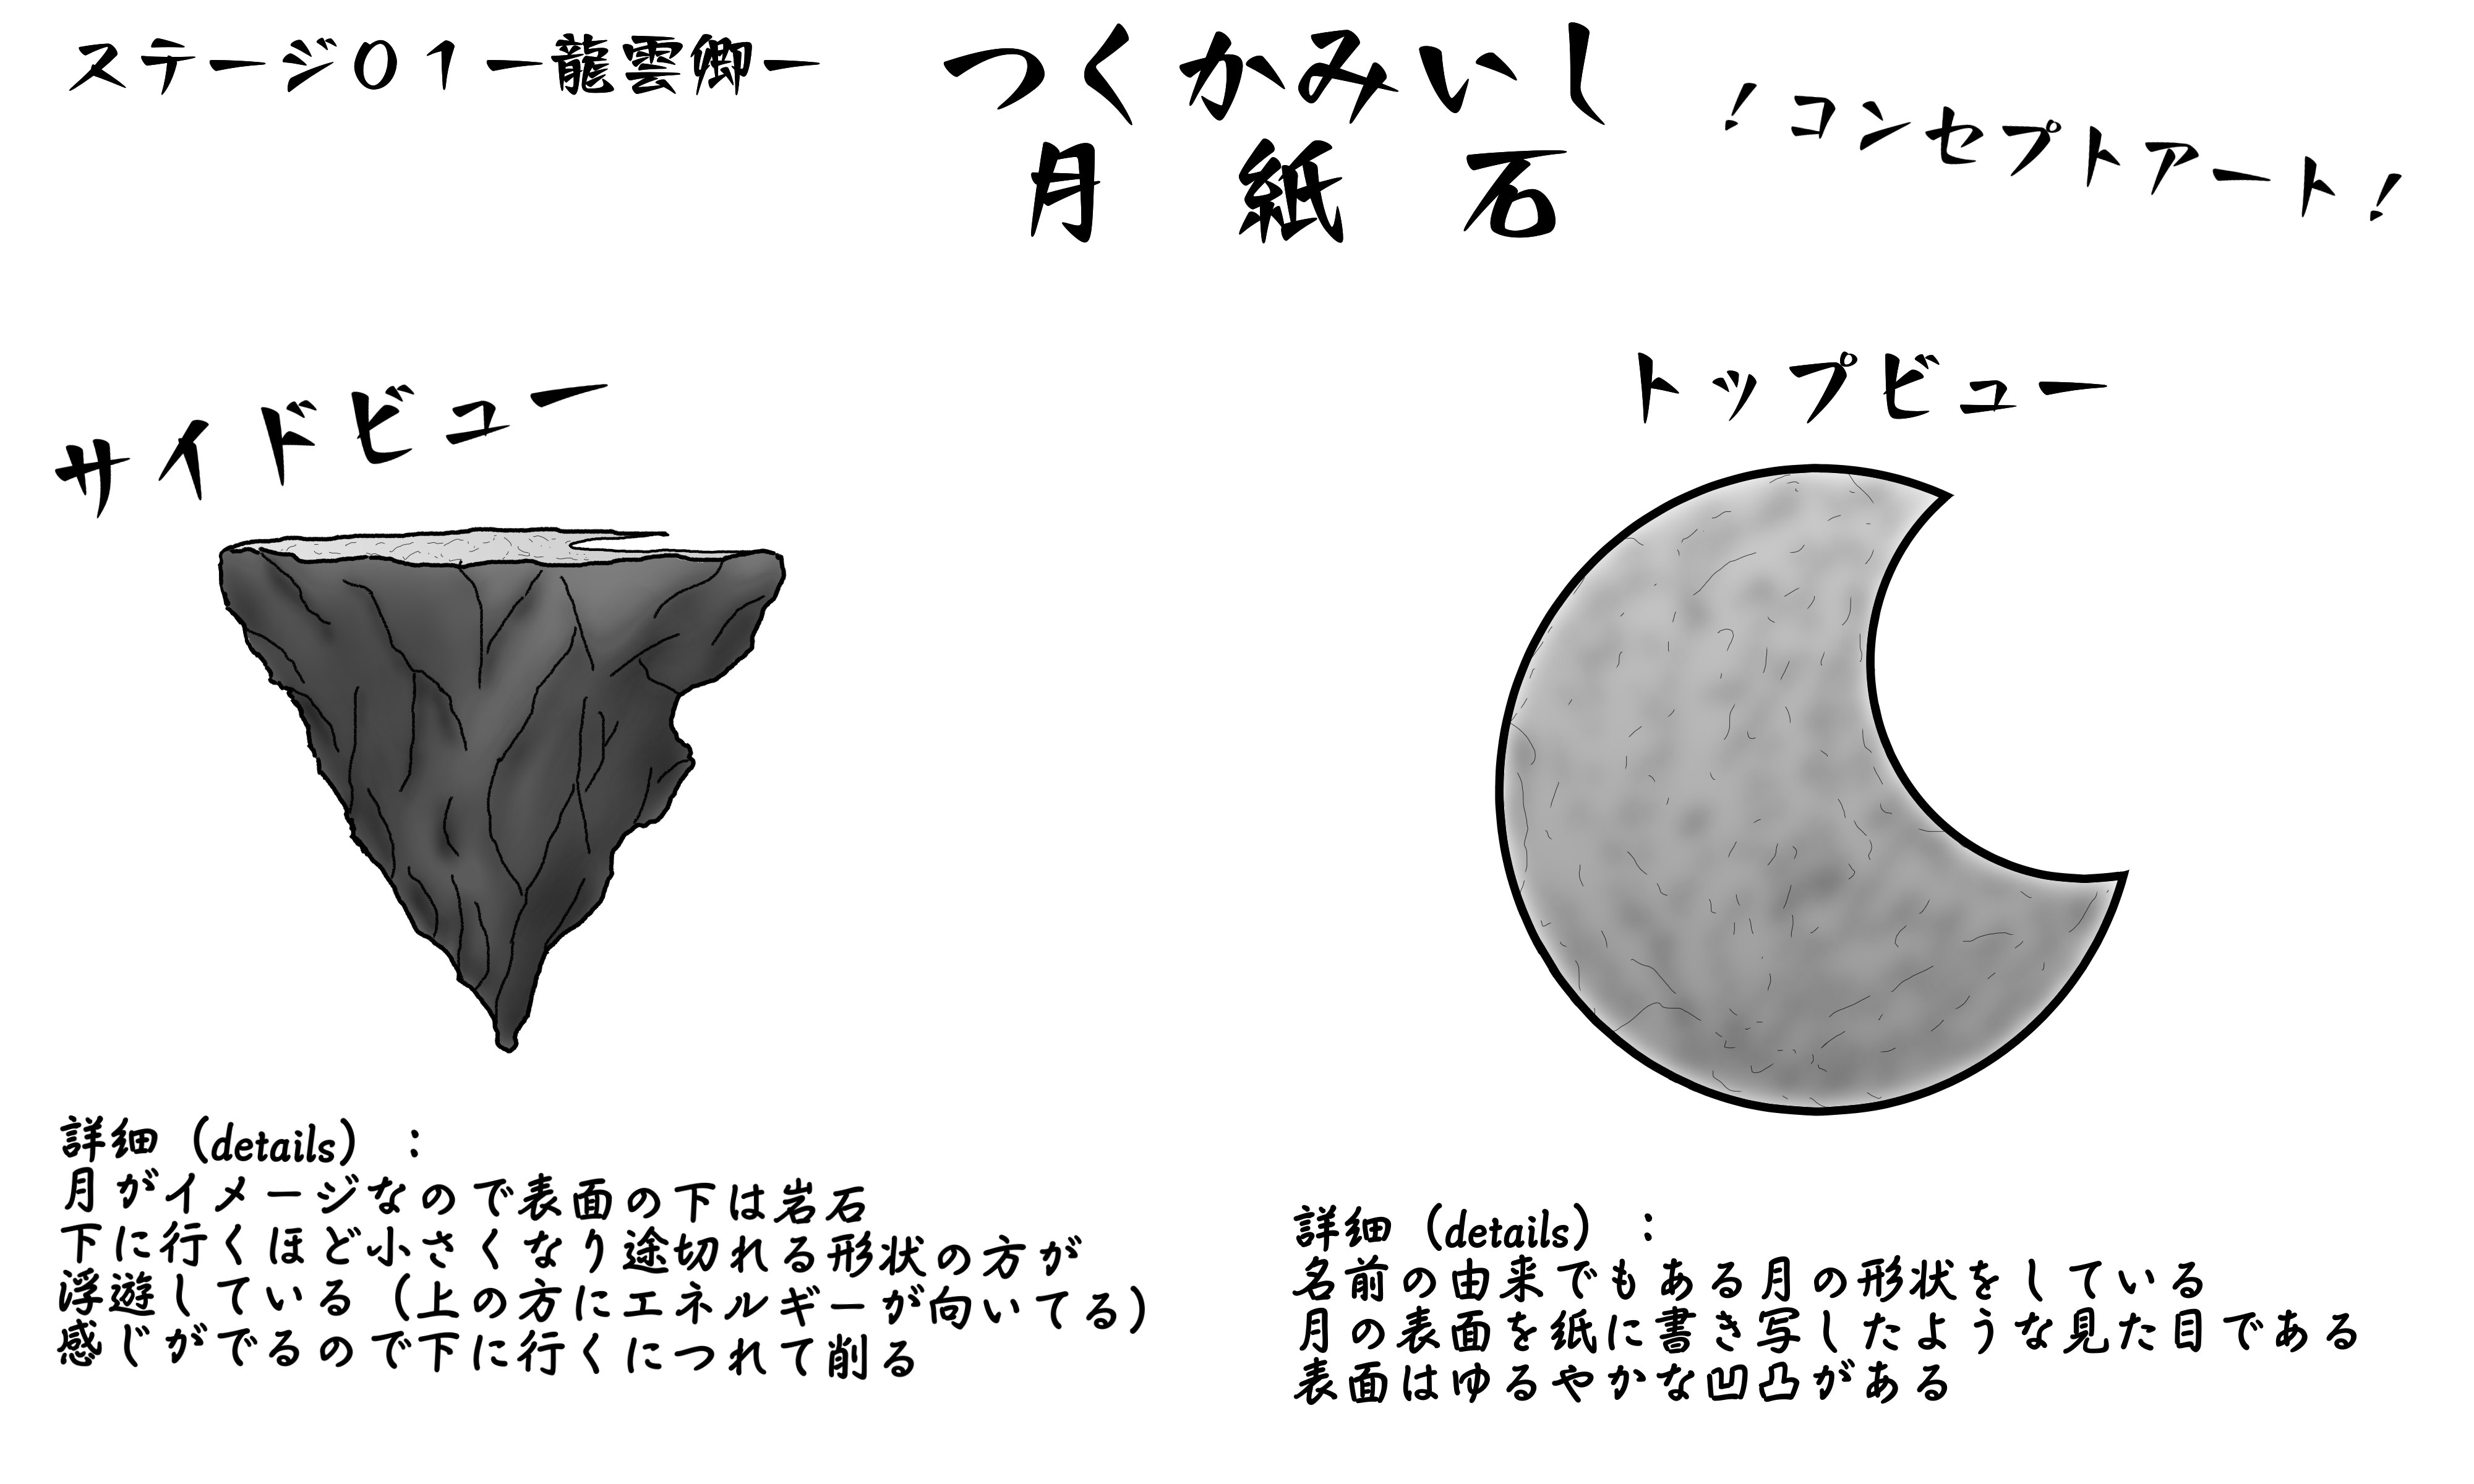 ステージ０１ー龍雲郷ー
つくかみいし
月紙石
！コンセプトアート！
サイドビュー
トップビュー
詳細（details）：
月がイメージなので表面の下は岩石
下に行くほど小さくなり途切れる形状の方が
浮遊している（上の方にエネルギーが向いてる）
感じがでるので下に行くにつれて削る
詳細（details）：
名前の由来でもある月の形状をしている
月の表面を紙に書き写したような見た目である
表面はゆるやかな凹凸がある